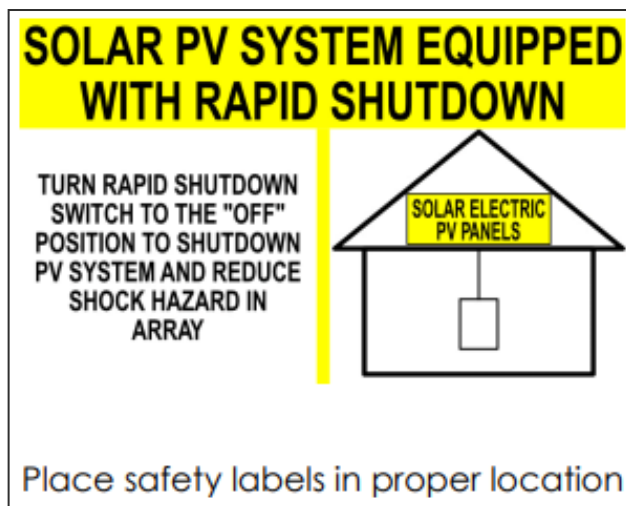 SOLAR PV SYSTEM EQUIPPED
WITH RAPID SHUTDOWN
TURN RAPID SHUTDOWN
SWITCH TO THE "OFF"
POSITION TO SHUTDOWN
PV SYSTEM AND REDUCE
SHOCK HAZARD IN
ARRAY
SOLAR ELECTRIC
PV PANELS
Place safety labels in proper location